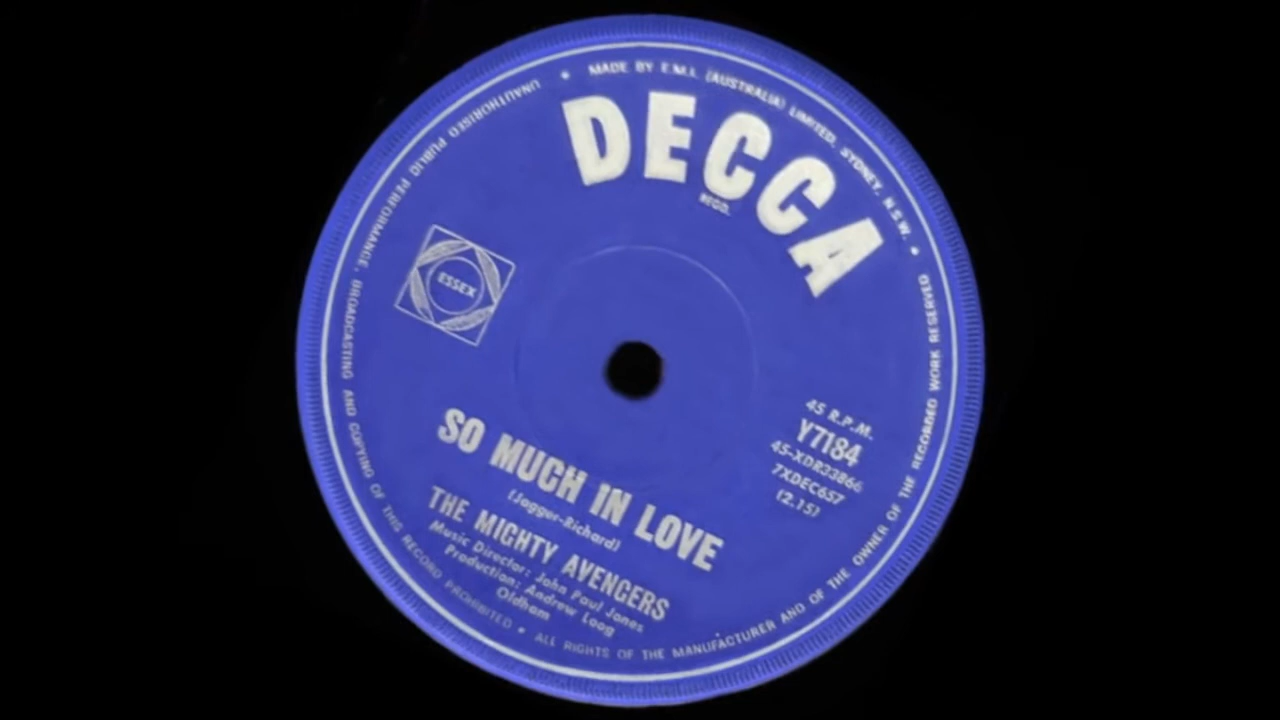 MADE BY E.M.I. (AUSTRALIA) LIMITED, SYDNEY, N.S.W. • ALL RIGHTS OF THE MANUFACTURER AND OF THE OWNER OF THE RECORDED WORK RESERVED • UNAUTHORISED PUBLIC PERFORMANCE, BROADCASTING AND COPYING OF THIS RECORD PROHIBITED •
DECCA
REGD.
ESSEX
45 R.P.M.
Y7184
45-XDR33866
7XDEC657
(2.15)
SO MUCH IN LOVE
(Jagger-Richard)
THE MIGHTY AVENGERS
Music Director: John Paul Jones
Production: Andrew Loog
Oldham